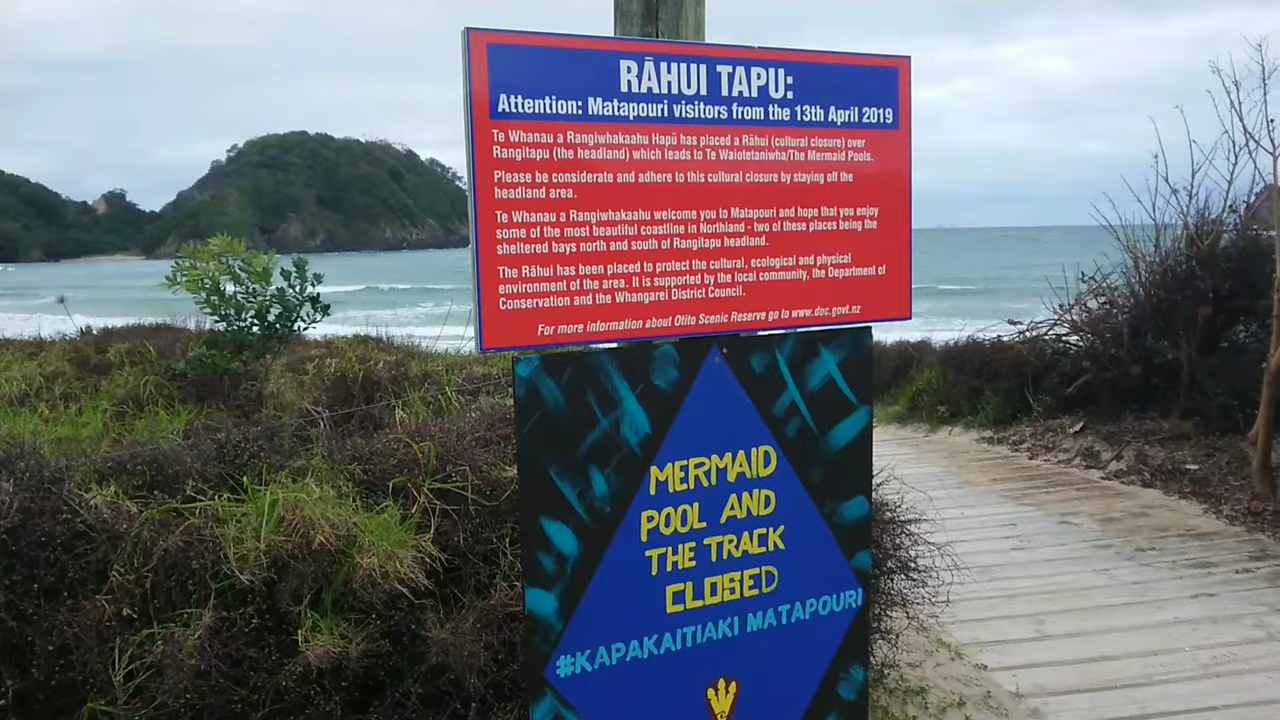 RĀHUI TAPU:
Attention: Matapouri visitors from the 13th April 2019
Te Whanau a Rangiwhakaahu Hapū has placed a Rāhui (cultural closure) over
Rangitapu (the headland) which leads to Te Waiotetaniwha/The Mermaid Pools.
Please be considerate and adhere to this cultural closure by staying off the
headland area.
Te Whanau a Rangiwhakaahu welcome you to Matapouri and hope that you enjoy
some of the most beautiful coastline in Northland - two of these places being the
sheltered bays north and south of Rangitapu headland.
The Rāhui has been placed to protect the cultural, ecological and physical
environment of the area. It is supported by the local community, the Department of
Conservation and the Whangarei District Council.
For more information about Otito Scenic Reserve go to www.doc.govt.nz
MERMAID
POOL AND
THE TRACK
CLOSED
#KAPAKAITIAKI MATAPOURI